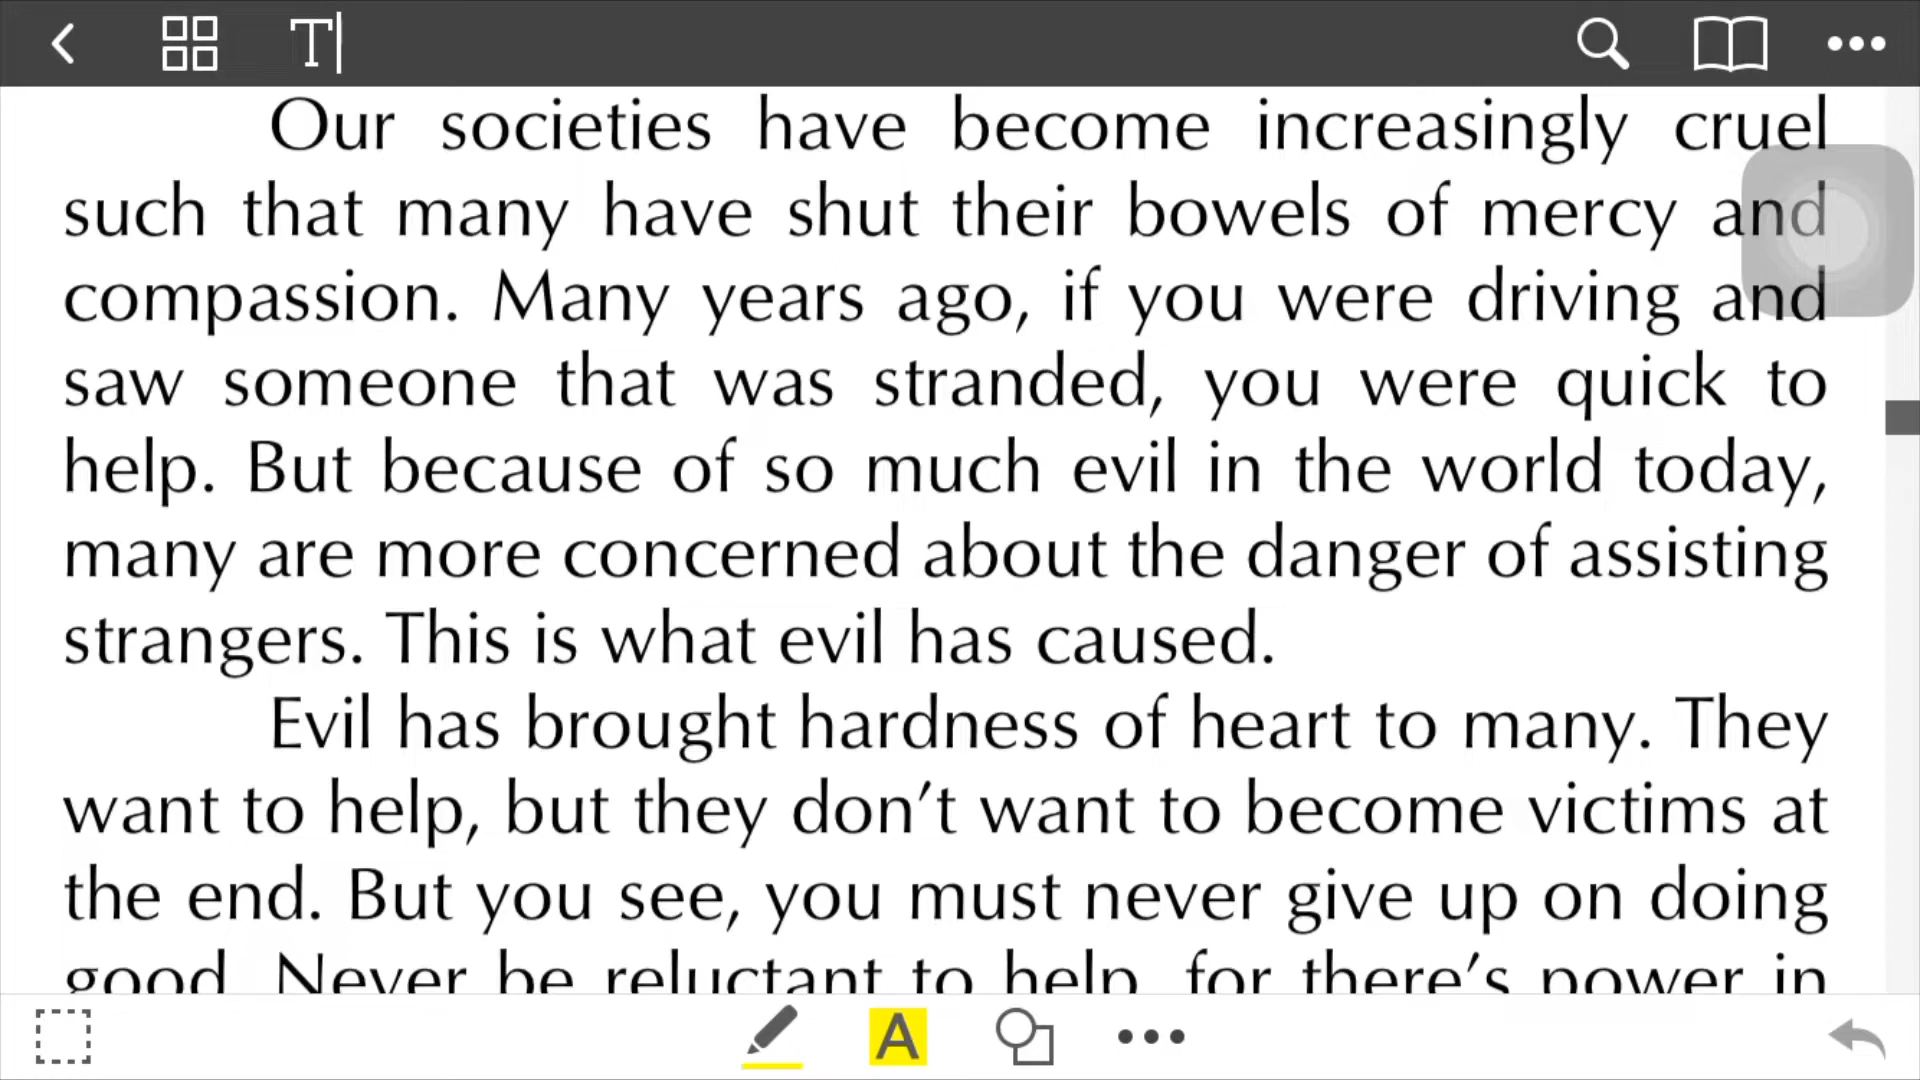 T
Our societies have become increasingly cruel
such that many have shut their bowels of mercy and
compassion. Many years ago, if you were driving and
saw someone that was stranded, you were quick to
help. But because of so much evil in the world today,
many are more concerned about the danger of assisting
strangers. This is what evil has caused.
Evil has brought hardness of heart to many. They
want to help, but they don’t want to become victims at
the end. But you see, you must never give up on doing
good. Never be reluctant to help, for there’s power in
A